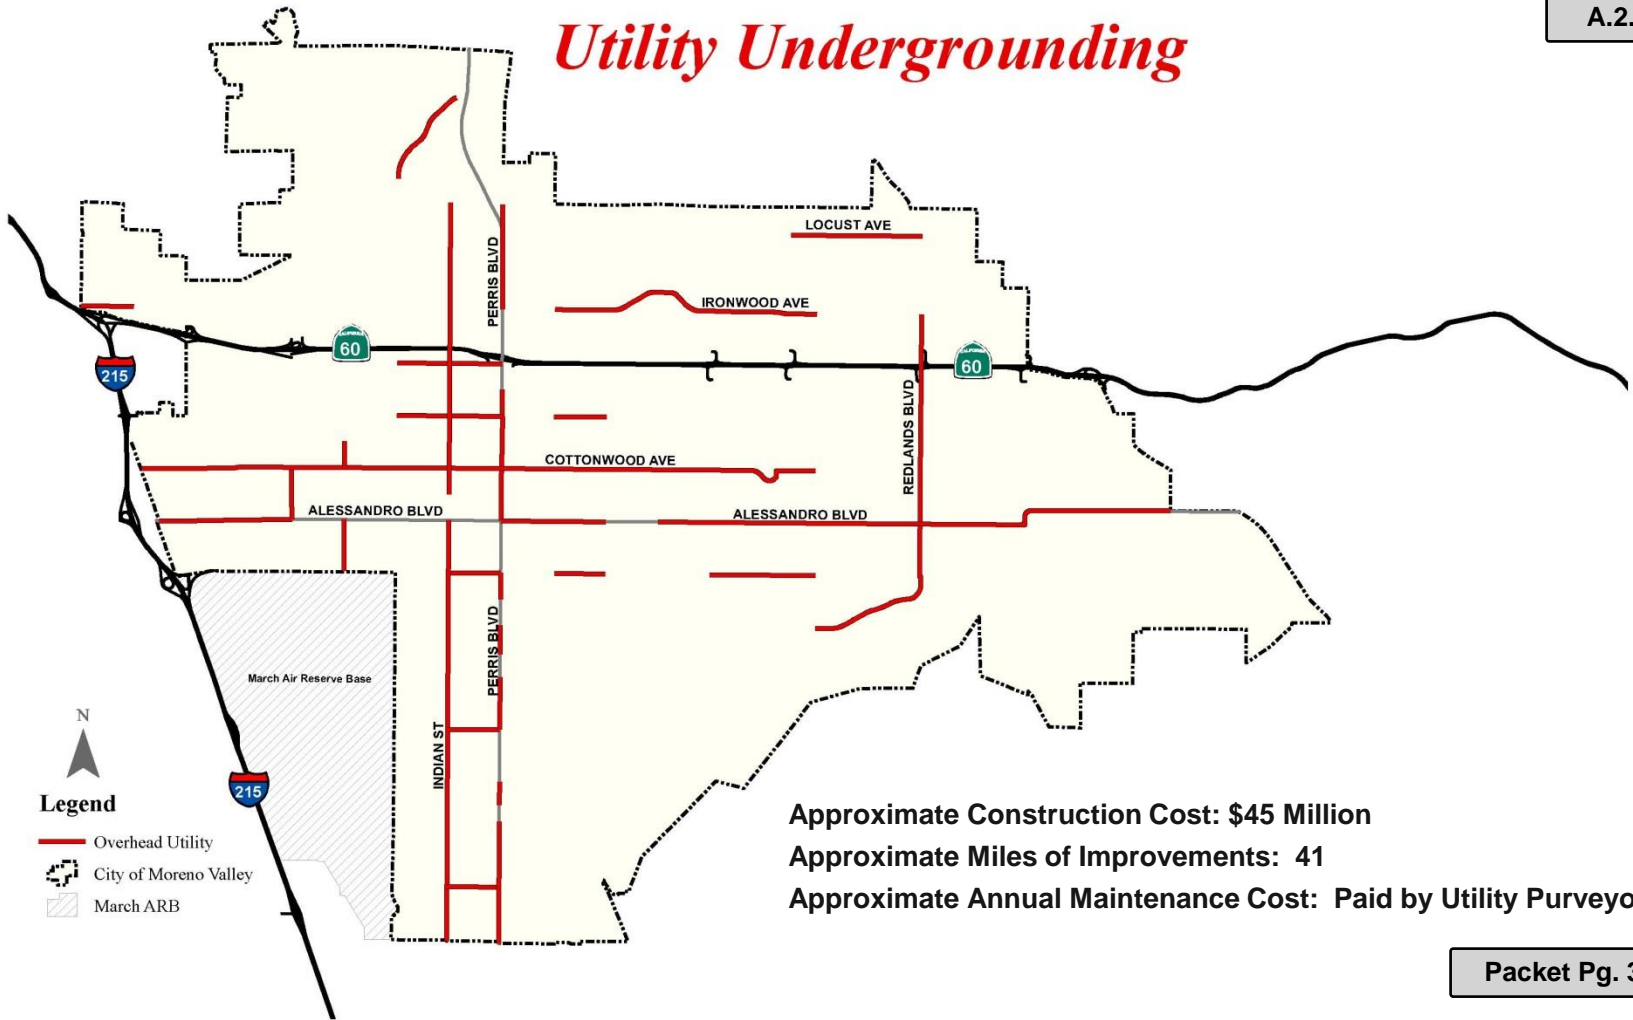 A.2.
Utility Undergrounding
LOCUST AVE
PERRIS BLVD
IRONWOOD AVE
CALIFORNIA
60
CALIFORNIA
60
215
REDLANDS BLVD
COTTONWOOD AVE
ALESSANDRO BLVD
ALESSANDRO BLVD
PERRIS BLVD
March Air Reserve Base
N
INDIAN ST
215
Legend
Overhead Utility
City of Moreno Valley
March ARB
Approximate Construction Cost: $45 Million
Approximate Miles of Improvements: 41
Approximate Annual Maintenance Cost: Paid by Utility Purveyo
Packet Pg. 3